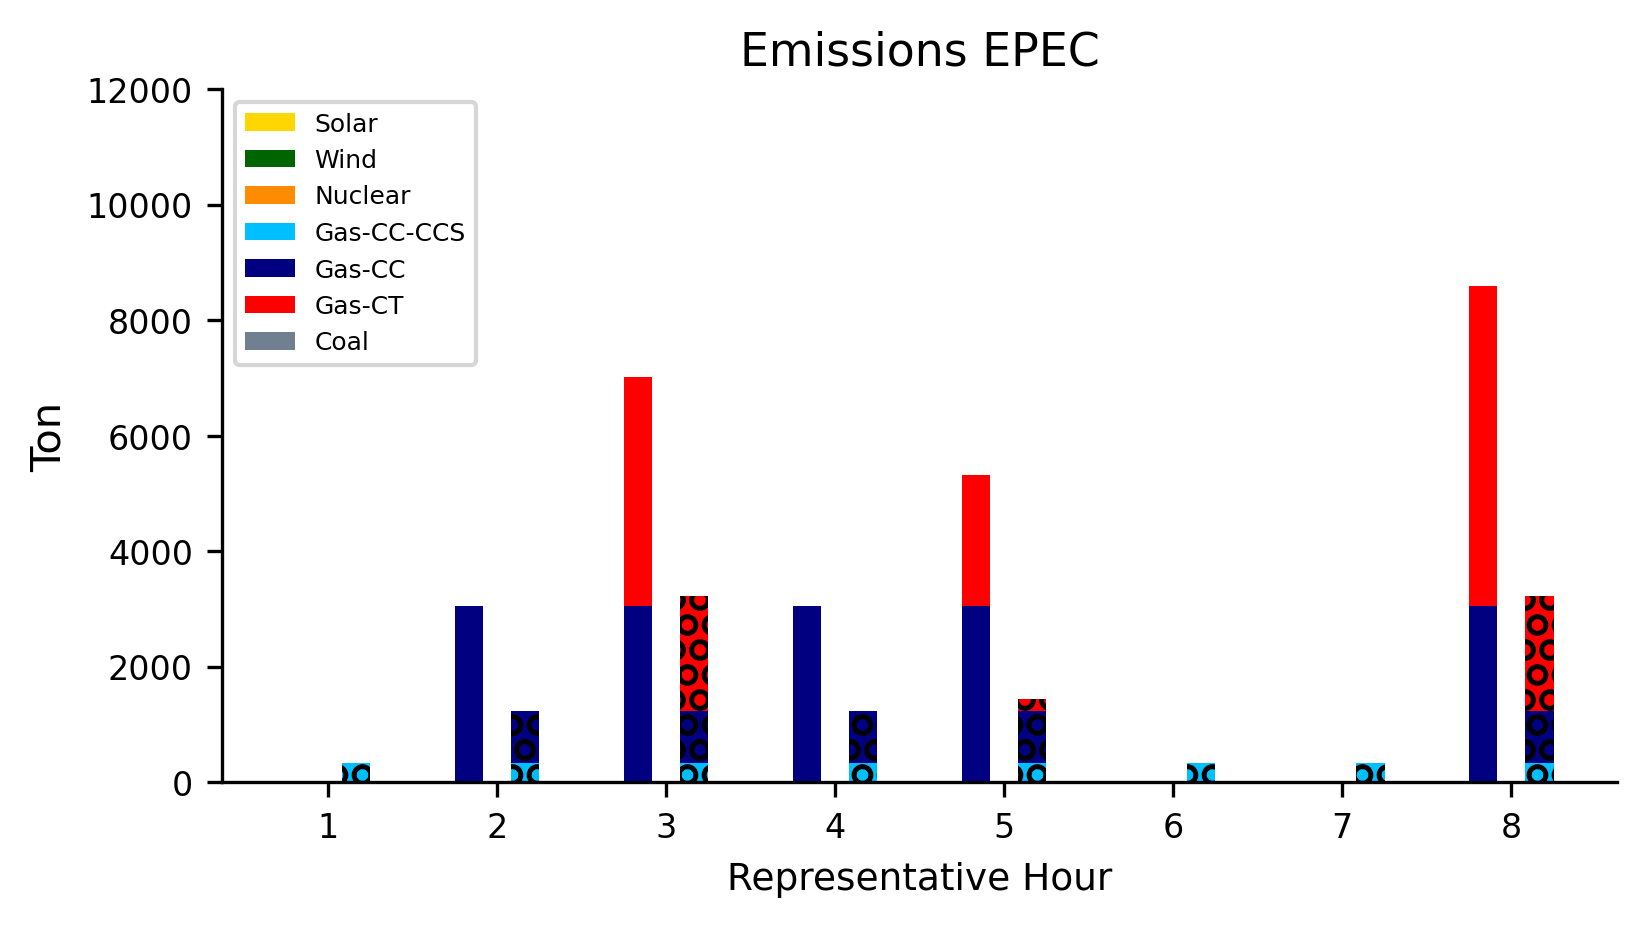 Emissions EPEC
12000
10000
8000
6000
4000
2000
0
Ton
Solar
Wind
Nuclear
Gas-CC-CCS
Gas-CC
Gas-CT
Coal
1 2 3 4 5 6 7 8
Representative Hour